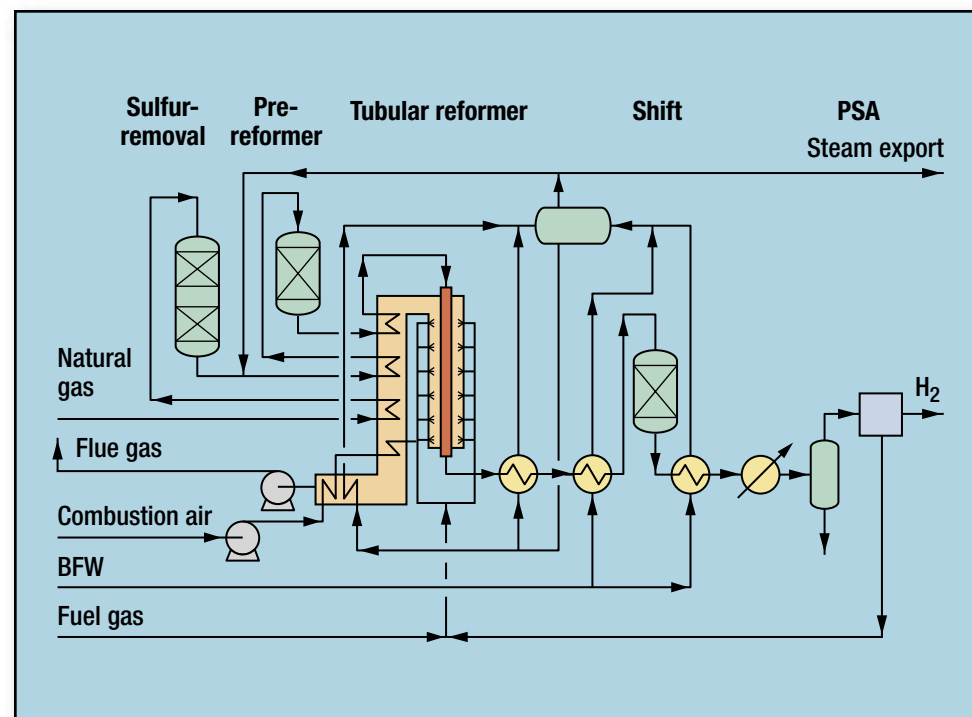 Sulfur-
removal
Pre-
reformer
Tubular reformer
Shift
PSA
Steam export
Natural
gas
H2
Flue gas
Combustion air
BFW
Fuel gas